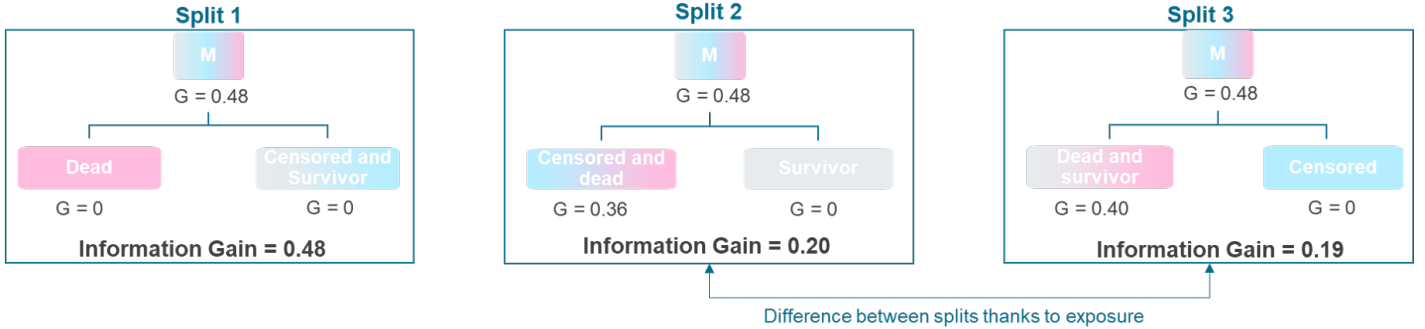 Split 1
M
G = 0.48
Dead
Censored and
Survivor
G = 0
G = 0
Information Gain = 0.48
Split 2
M
G = 0.48
Censored and
dead
Survivor
G = 0.36
G = 0
Information Gain = 0.20
Split 3
M
G = 0.48
Dead and
survivor
Censored
G = 0.40
G = 0
Information Gain = 0.19
Difference between splits thanks to exposure